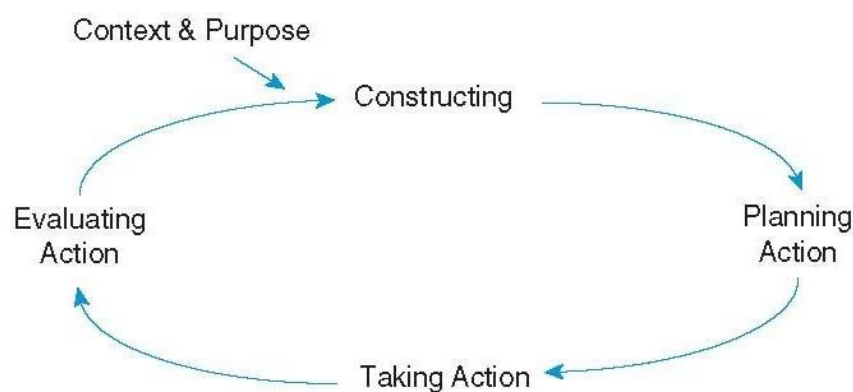 Context & Purpose
Constructing
Evaluating
Action
Planning
Action
Taking Action